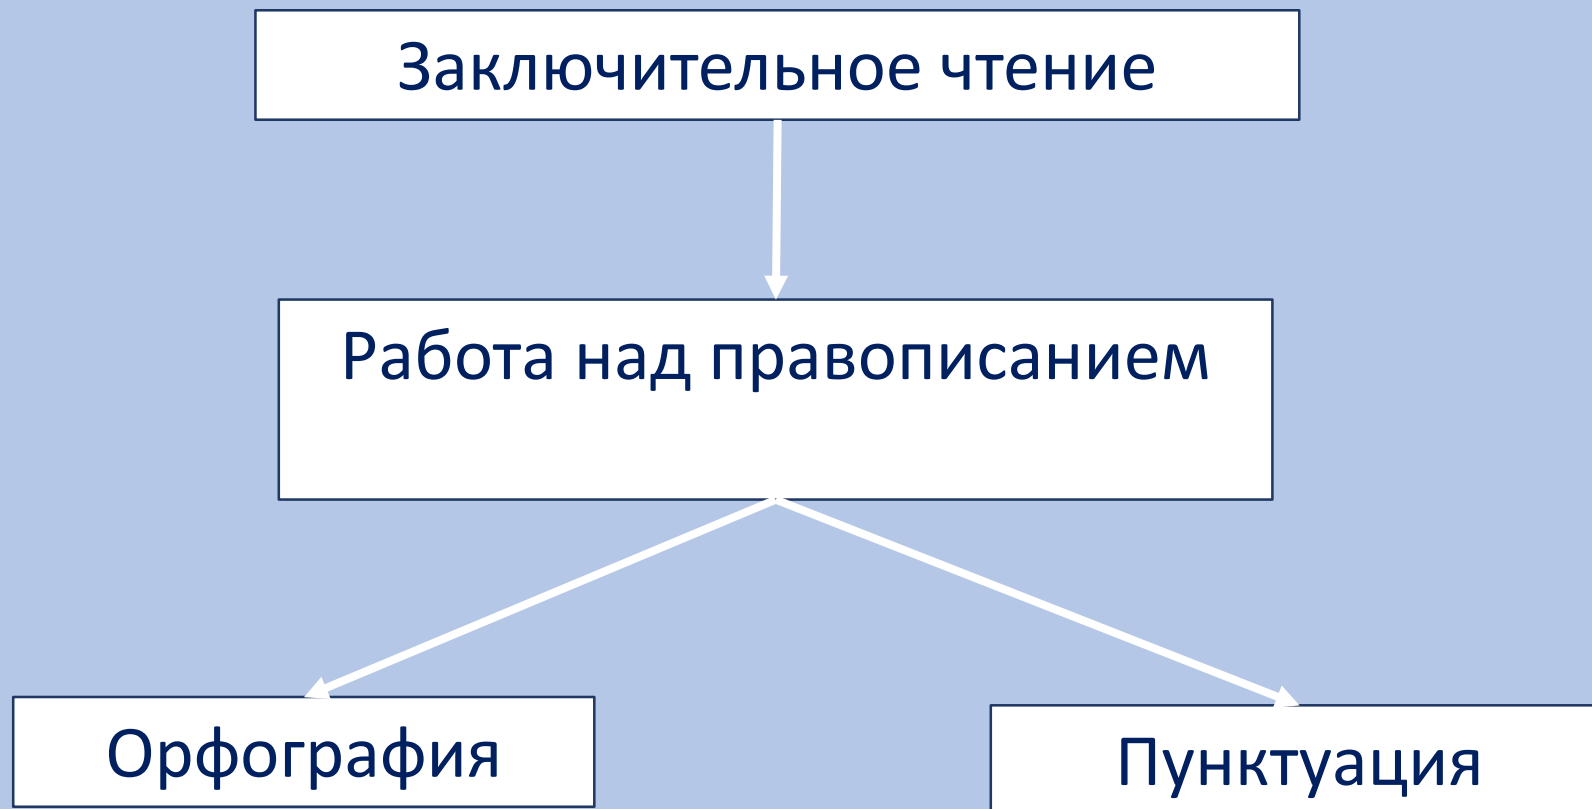 Заключительное чтение
Работа над правописанием
Орфография
Пунктуация